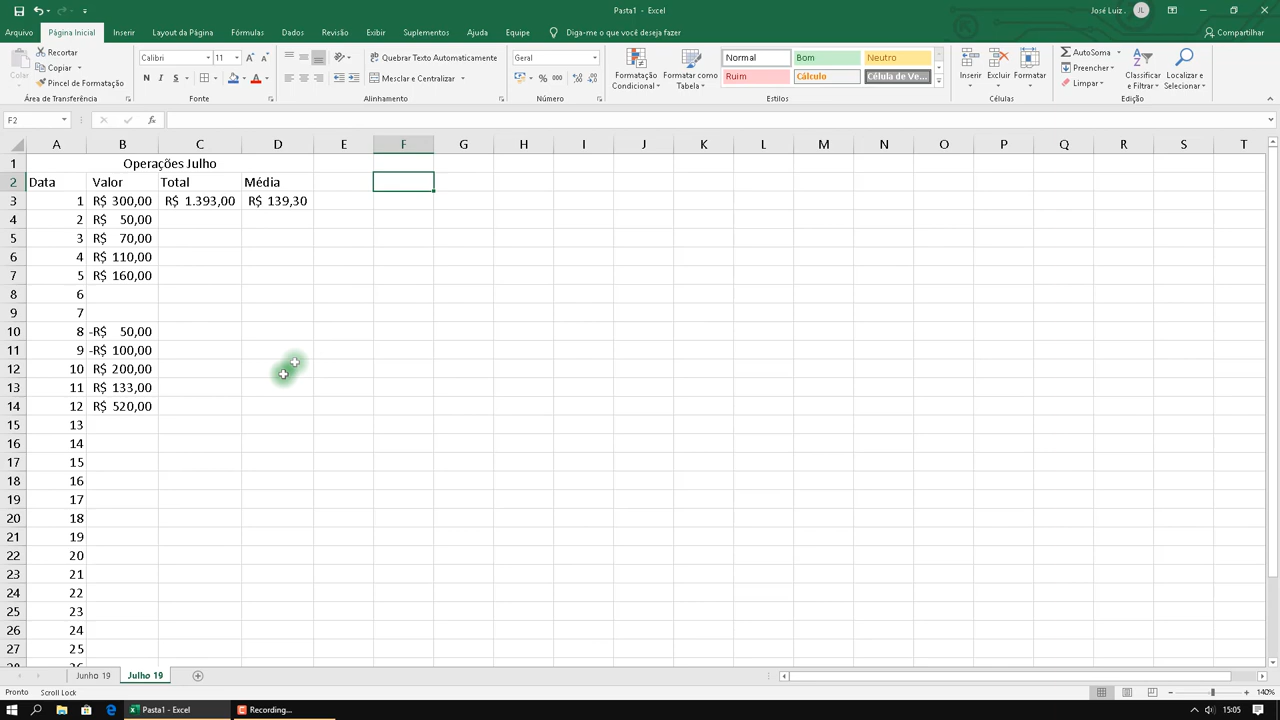 Pasta1 - Excel
José Luiz . JL
Arquivo Página Inicial Inserir Layout da Página Fórmulas Dados Revisão Exibir Suplementos Ajuda Equipe Diga-me o que você deseja fazer Compartilhar
Colar Recortar
Copiar
Pincel de Formatação
Área de Transferência
Calibri 11 A A
N I S A
Fonte
Quebrar Texto Automaticamente
Mesclar e Centralizar
Alinhamento
Geral
% 000
Número
Formatação Condicional
Formatar como Tabela
Normal Bom Neutro
Ruim Cálculo Célula de Ve...
Estilos
Inserir Excluir Formatar
Células
AutoSoma
Preencher
Limpar
Classificar e Filtrar
Localizar e Selecionar
Edição
F2 fx
A B C D E F G H I J K L M N O P Q R S T
1 Operações Julho
2 Data Valor Total Média
3 1 R$ 300,00 R$ 1.393,00 R$ 139,30
4 2 R$ 50,00
5 3 R$ 70,00
6 4 R$ 110,00
7 5 R$ 160,00
8 6
9 7
10 8 -R$ 50,00
11 9 -R$ 100,00
12 10 R$ 200,00
13 11 R$ 133,00
14 12 R$ 520,00
15 13
16 14
17 15
18 16
19 17
20 18
21 19
22 20
23 21
24 22
25 23
26 24
27 25
Junho 19 Julho 19
Pronto Scroll Lock 140%
Pasta1 - Excel Recording... 15:05